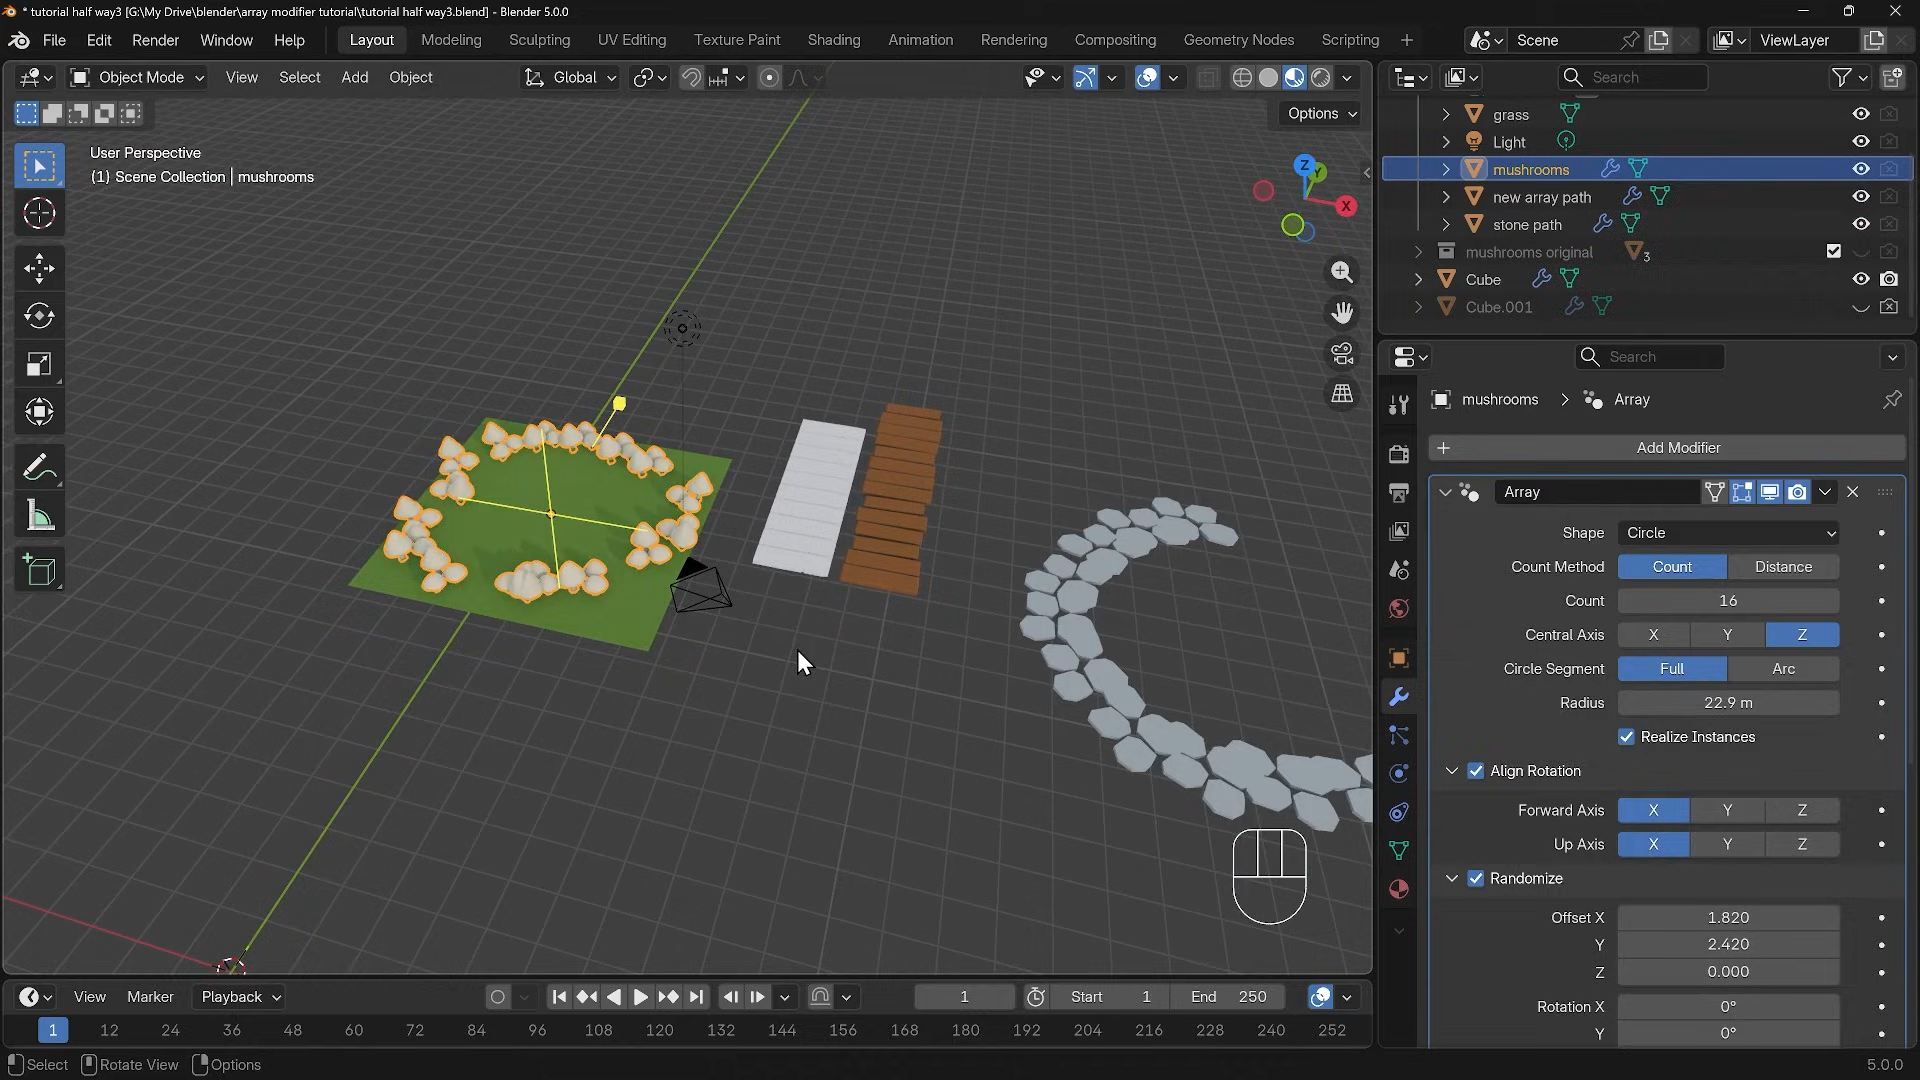 * tutorial half way3 [G:\My Drive\blender\array modifier tutorial\tutorial half way3.blend] - Blender 5.0.0
File Edit Render Window Help Layout Modeling Sculpting UV Editing Texture Paint Shading Animation Rendering Compositing Geometry Nodes Scripting + Scene ViewLayer
Object Mode View Select Add Object Global Search
Options
User Perspective
(1) Scene Collection | mushrooms
Z
Y
X
grass
Light
mushrooms
new array path
stone path
mushrooms original 3
Cube
Cube.001
Search
mushrooms > Array
+ Add Modifier
Array
Shape Circle
Count Method Count Distance
Count 16
Central Axis X Y Z
Circle Segment Full Arc
Radius 22.9 m
Realize Instances
Align Rotation
Forward Axis X Y Z
Up Axis X Y Z
Randomize
Offset X 1.820
Y 2.420
Z 0.000
Rotation X 0°
Y 0°
View Marker Playback 1 Start 1 End 250
1 12 24 36 48 60 72 84 96 108 120 132 144 156 168 180 192 204 216 228 240 252
Select Rotate View Options 5.0.0